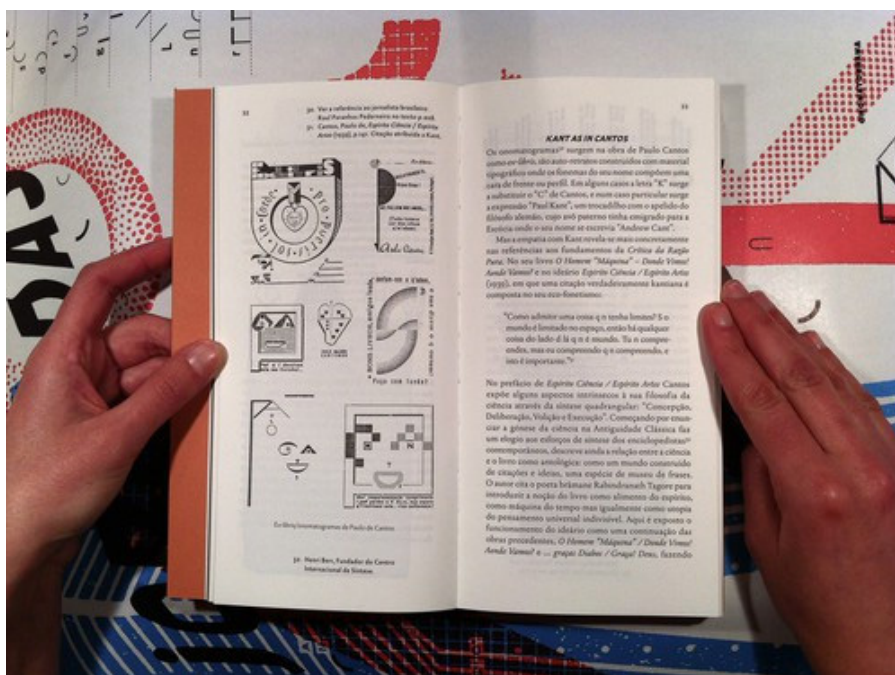 32
30 Ver a referência ao jornalista brasileiro
Raul Paranhos Pederneiro no texto p.
31 Cantos, Paulo de, Espírito Ciência / Espírito
Artes (1939), p 141. Citação atribuída a Kant.
pro
BONS LIVROS, amigos leais,
Faça com
Ex-libris/onomatogramas de Paulo de Cantos
32 Henri Berr, Fundador do Centro
Internacional da Síntese
33
KANT AS IN CANTOS
Os onomatogramas surgem na obra de Paulo Cantos
como ex-libris, são auto-retratos construídos com material
tipográfico onde os fonemas do seu nome compõem uma
cara de frente ou perfil. Em alguns casos a letra "K" surge
a substituir o "C" de Cantos, e num caso particular surge
a expressão "Paul Kant", um trocadilho com o apelido do
filósofo alemão, cujo avô paterno tinha emigrado para a
Escócia onde o seu nome se escrevia "Andrew Cant".
Mas a empatia com Kant revela-se mais concretamente
nas referências aos fundamentos da Crítica da Razão
Pura. No seu livro O Homem "Máquina" – Donde Vimos?
Aonde Vamos? e no ideário Espírito Ciência / Espírito Artes
(1939), em que uma citação verdadeiramente kantiana é
composta no seu eco-fonetismo:
"Como admitir uma coisa q n tenha limites? S o
mundo é limitado no espaço, então há qualquer
coisa do lado d lá q n é mundo. Tu n compre-
endes, mas eu compreendo q n compreendo, e
isto é importante."31
No prefácio de Espírito Ciência / Espírito Artes Cantos
expõe alguns aspectos intrínsecos à sua filosofia da
ciência através da síntese quadrangular: "Concepção,
Deliberação, Volição e Execução". Começando por enun-
ciar a génese da ciência na Antiguidade Clássica faz
um elogio aos esforços de síntese dos enciclopedoras32
contemporâneos, descreve ainda a relação entre a ciência
e o livro como antológica: como um mundo construído
de citações e ideias, uma espécie de museu de frases.
O autor cita o poeta brâmane Rabindranath Tagore para
introduzir a noção do livro como alimento do espírito,
como máquina do tempo mas igualmente como utopia
do pensamento universal indivisível. Aqui é exposto o
funcionamento do ideário como uma continuação das
obras precedentes, O Homem "Máquina" / Donde Vimos?
Aonde Vamos? e ... graças Diabos / Graça! Deus, fazendo